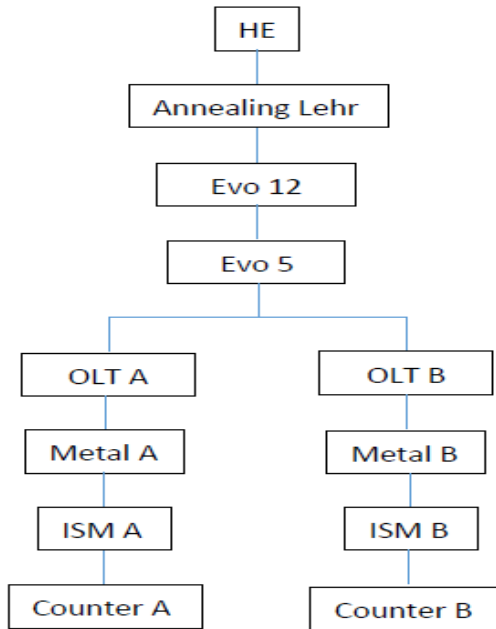 HE
Annealing Lehr
Evo 12
Evo 5
OLT A
OLT B
Metal A
Metal B
ISM A
ISM B
Counter A
Counter B